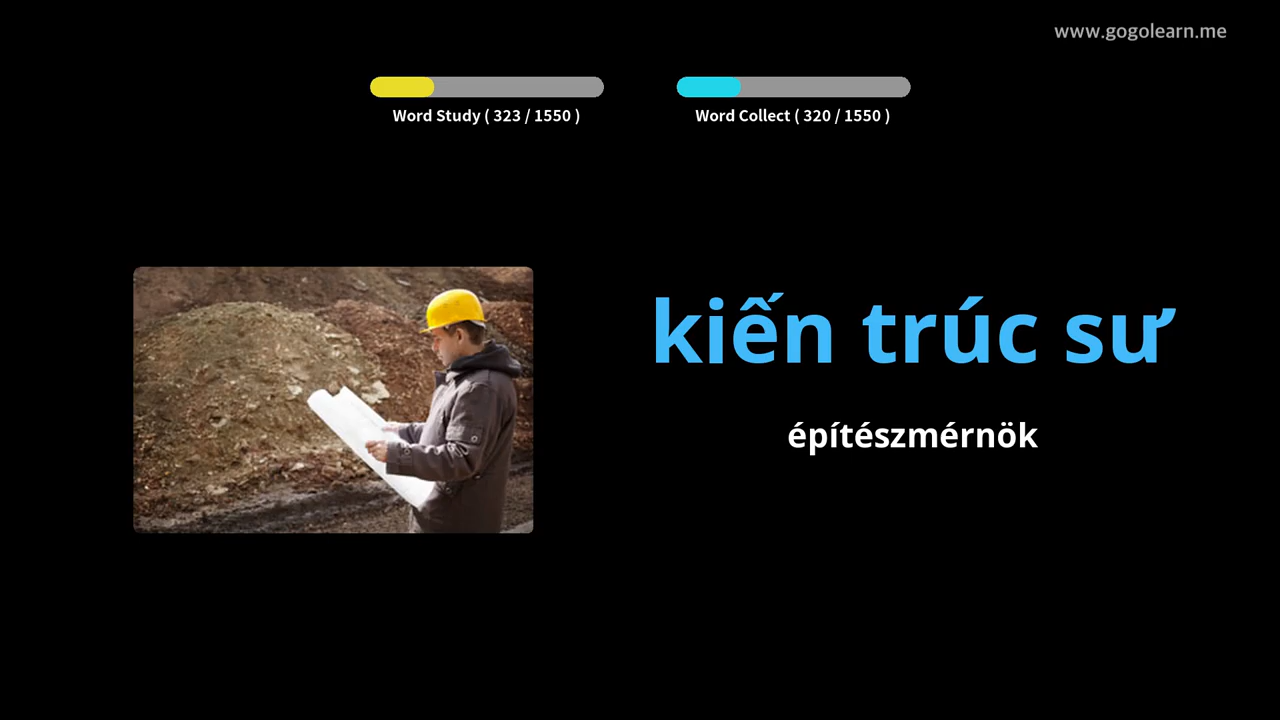 www.gogolearn.me
Word Study ( 323 / 1550 )
Word Collect ( 320 / 1550 )
kiến trúc sư
építészmérnök